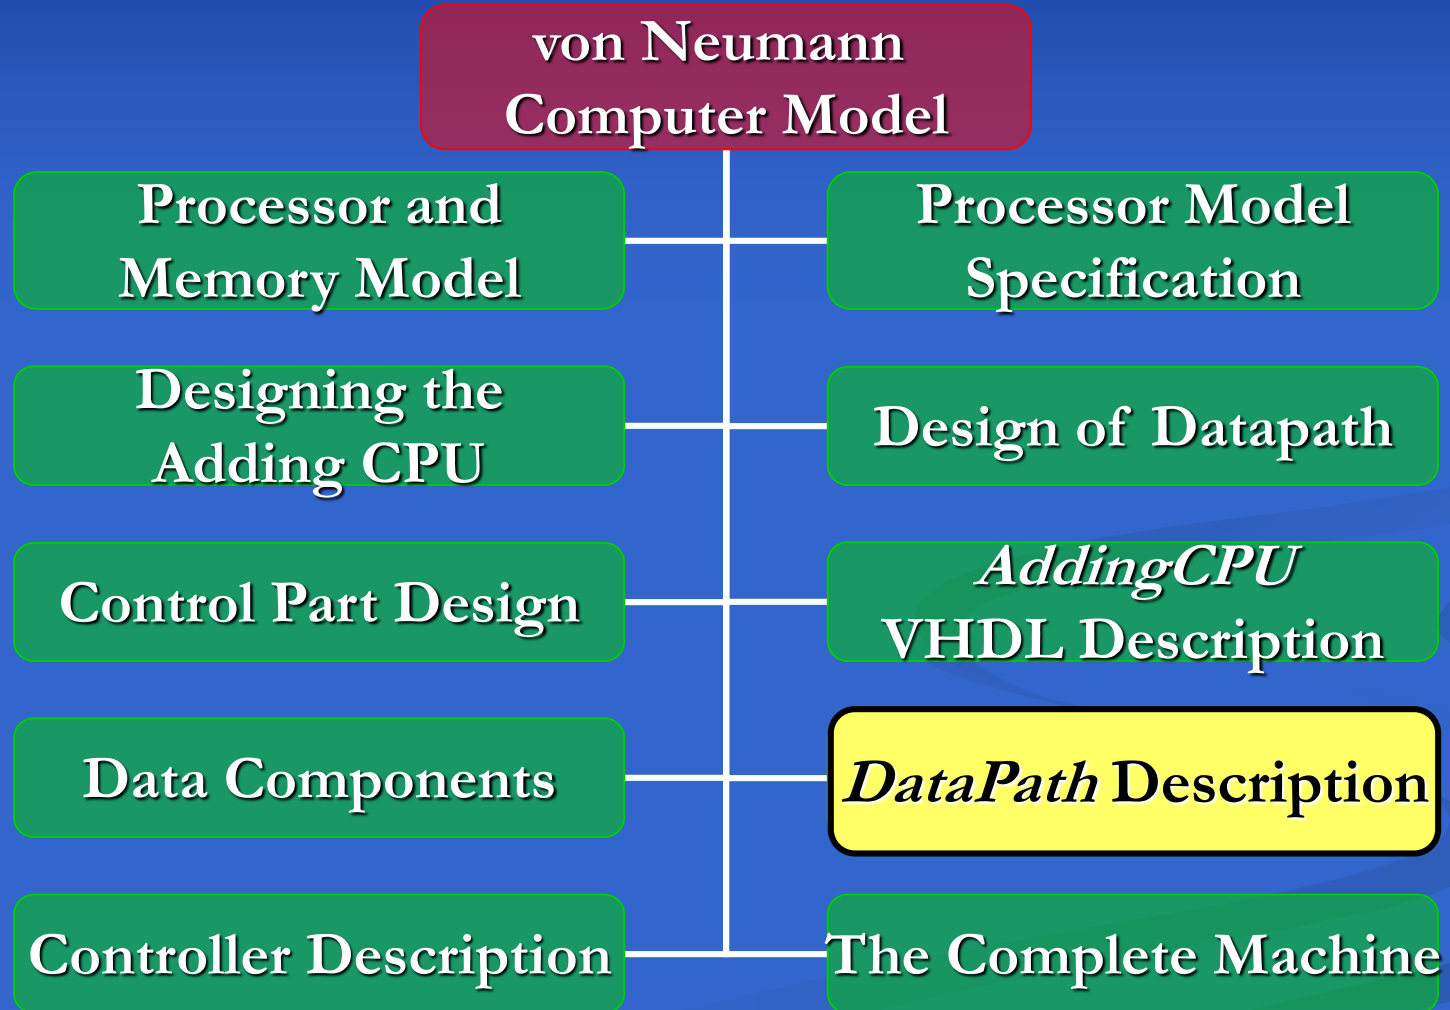 von Neumann
Computer Model
Processor and
Memory Model
Processor Model
Specification
Designing the
Adding CPU
Design of Datapath
Control Part Design
AddingCPU
VHDL Description
Data Components
DataPath Description
Controller Description
The Complete Machine